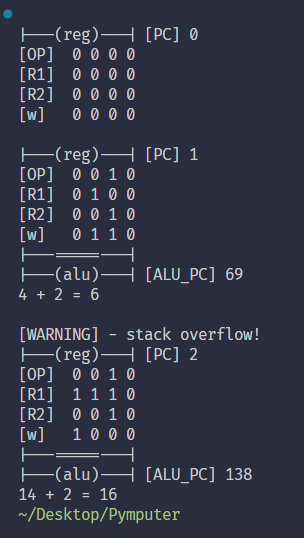 ├───(reg)───┤ [PC] 0
[OP]  0 0 0 0
[R1]  0 0 0 0
[R2]  0 0 0 0
[w]   0 0 0 0
├───(reg)───┤ [PC] 1
[OP]  0 0 1 0
[R1]  0 1 0 0
[R2]  0 0 1 0
[w]   0 1 1 0
├─── ═════ ───┤
├───(alu)───┤ [ALU_PC] 69
4 + 2 = 6
[WARNING] - stack overflow!
├───(reg)───┤ [PC] 2
[OP]  0 0 1 0
[R1]  1 1 1 0
[R2]  0 0 1 0
[w]   1 0 0 0
├─── ═════ ───┤
├───(alu)───┤ [ALU_PC] 138
14 + 2 = 16
~/Desktop/Pymputer